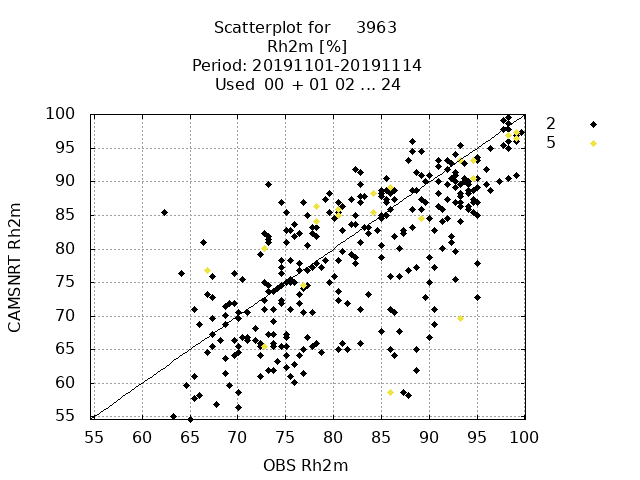 Scatterplot for 3963
Rh2m [%]
Period: 20191101-20191114
Used 00 + 01 02 ... 24
2
5
100
95
90
85
80
75
70
65
60
55
CAMSNRT Rh2m
55 60 65 70 75 80 85 90 95 100
OBS Rh2m